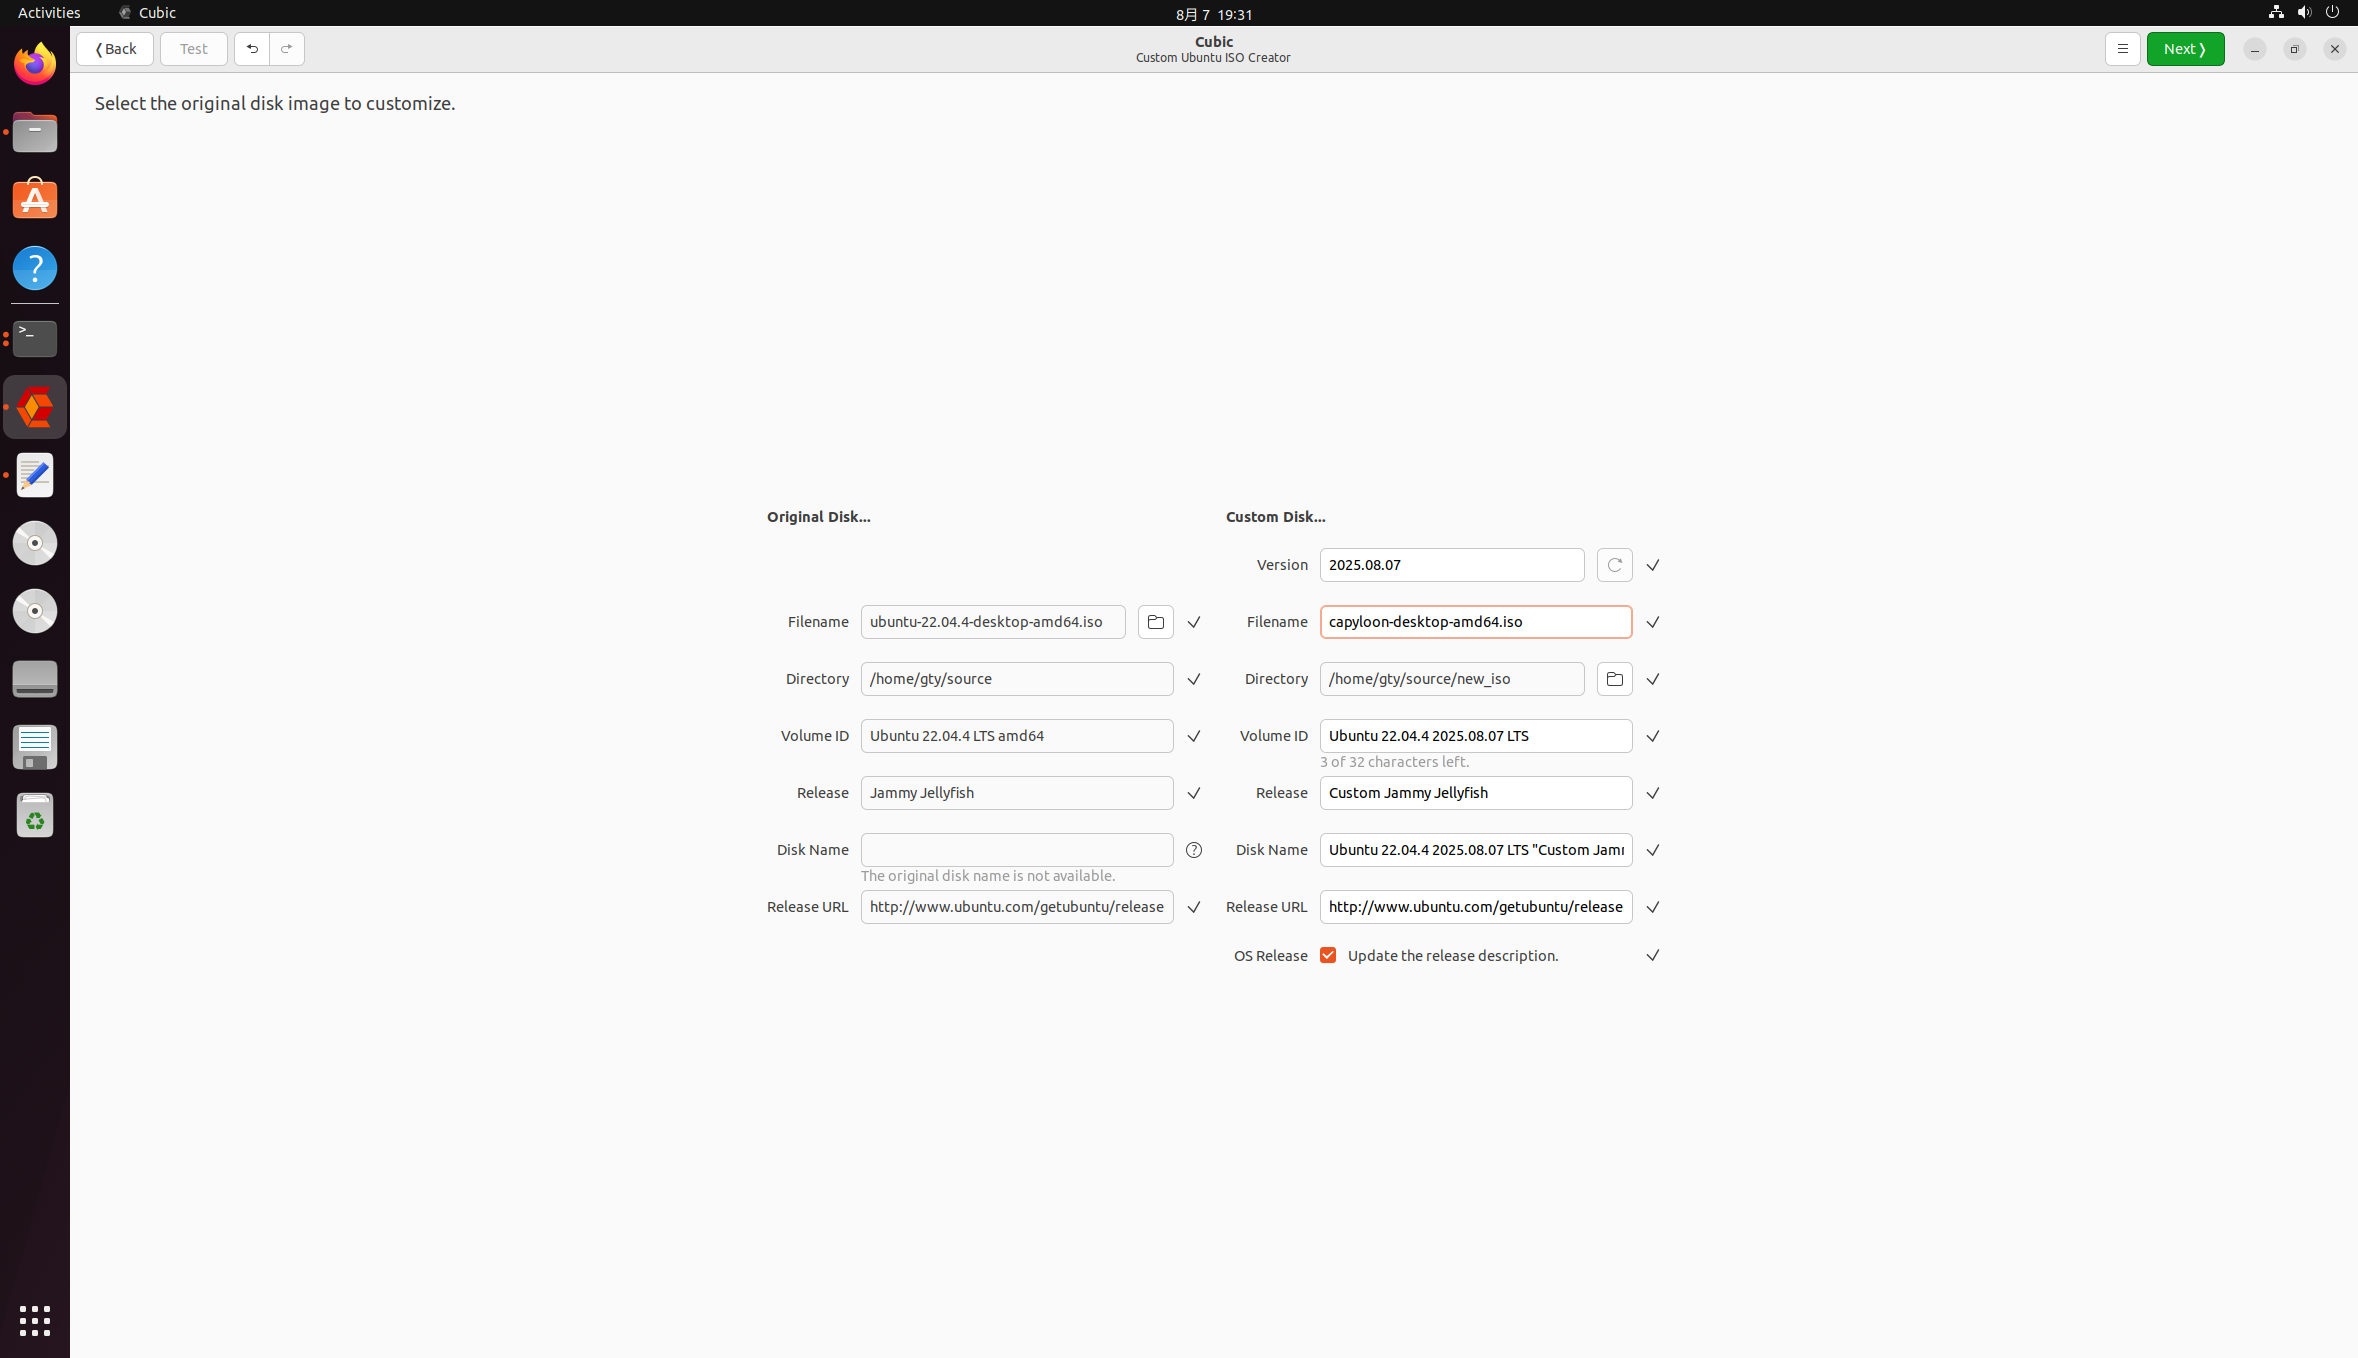 Activities
Cubic
8月 7 19:31
Back
Test
Cubic
Custom Ubuntu ISO Creator
Next
Select the original disk image to customize.
Original Disk...
Custom Disk...
Version
2025.08.07
Filename
ubuntu-22.04.4-desktop-amd64.iso
Filename
capyloon-desktop-amd64.iso
Directory
/home/gty/source
Directory
/home/gty/source/new_iso
Volume ID
Ubuntu 22.04.4 LTS amd64
Volume ID
Ubuntu 22.04.4 2025.08.07 LTS
3 of 32 characters left.
Release
Jammy Jellyfish
Release
Custom Jammy Jellyfish
Disk Name
Disk Name
Ubuntu 22.04.4 2025.08.07 LTS "Custom Jamm
The original disk name is not available.
Release URL
http://www.ubuntu.com/getubuntu/release
Release URL
http://www.ubuntu.com/getubuntu/release
OS Release
Update the release description.